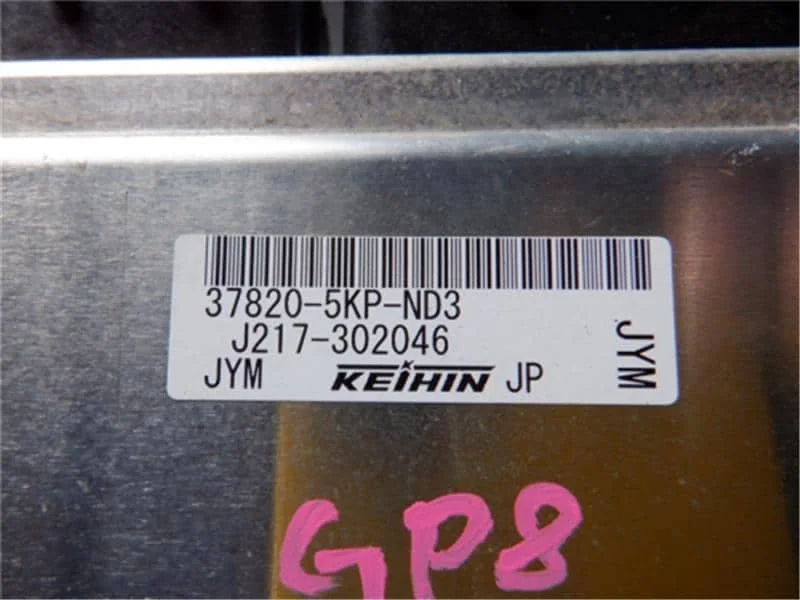 37820-5KP-ND3
J217-302046
JYM KEIHIN JP
JYM
GP8